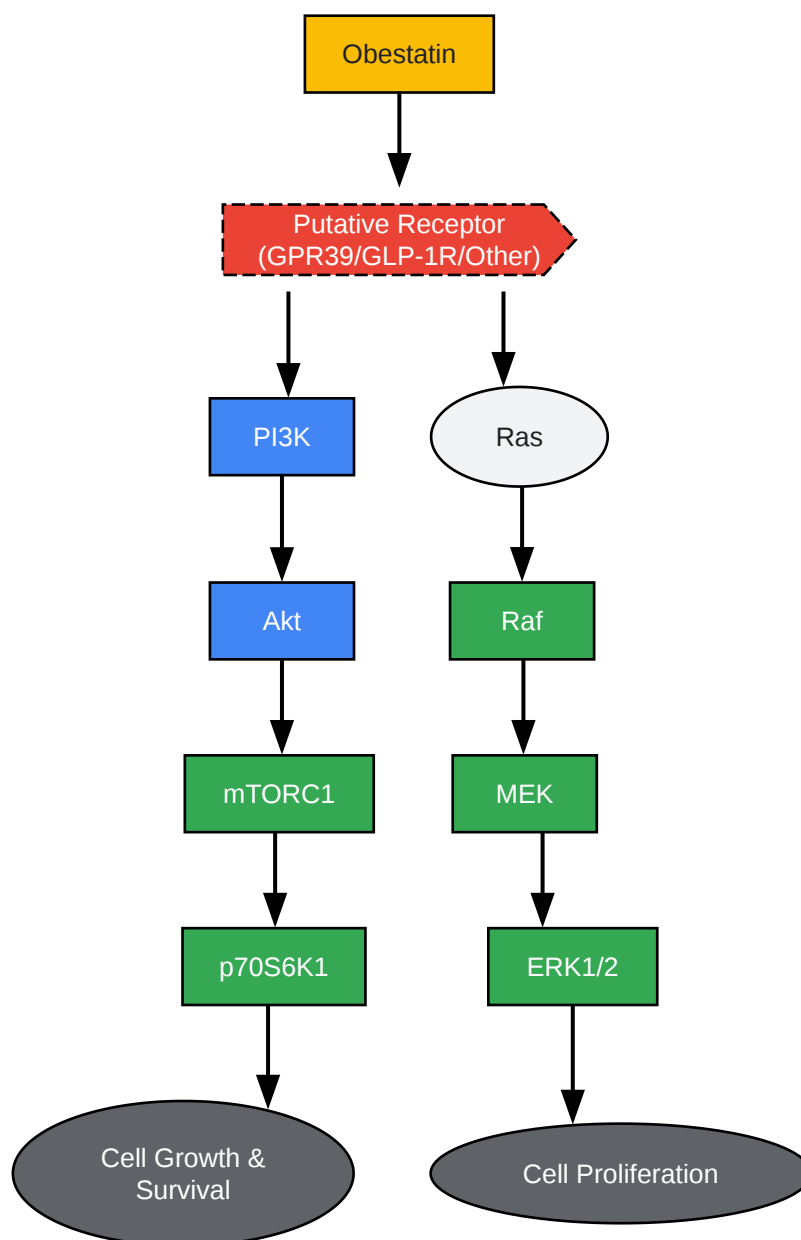 Obestatin
Putative Receptor
(GPR39/GLP-1R/Other)
PI3K
Ras
Akt
Raf
mTORC1
MEK
p70S6K1
ERK1/2
Cell Growth &
Survival
Cell Proliferation